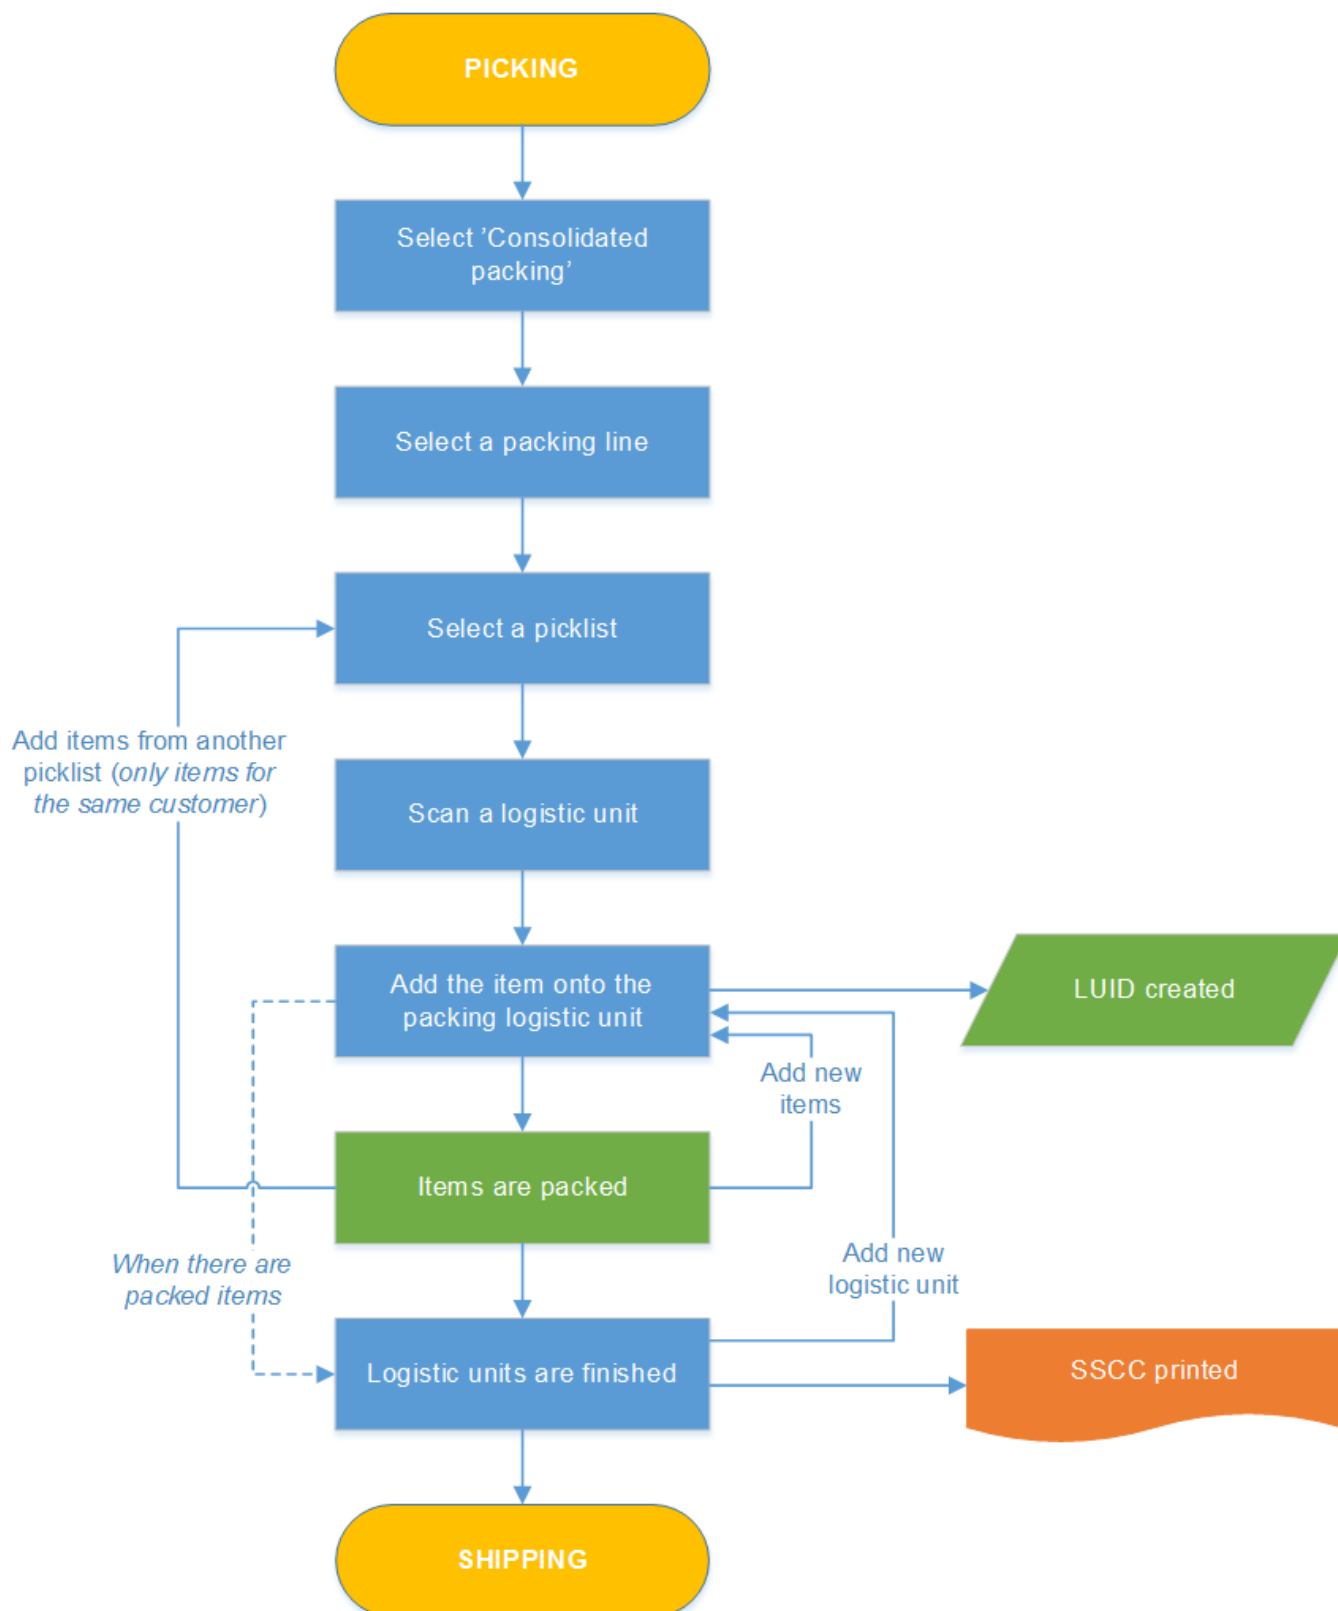 PICKING
Select ’Consolidated
packing’
Select a packing line
Select a picklist
Add items from another
picklist (only items for
the same customer)
Scan a logistic unit
Add the item onto the
packing logistic unit
LUID created
Add new
items
Items are packed
When there are
packed items
Add new
logistic unit
Logistic units are finished
SSCC printed
SHIPPING